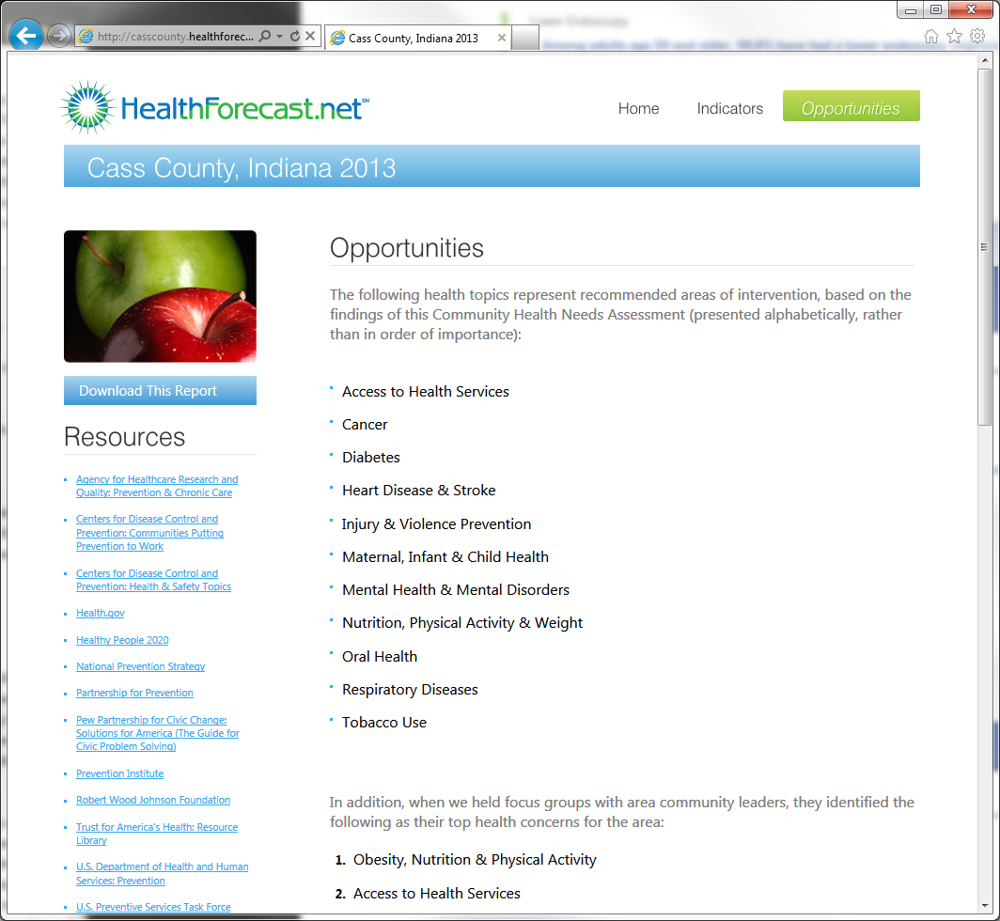 Lower Endoscopy
http://casscounty.healthforec...
Cass County, Indiana 2013
HealthForecast.net℠
Home
Indicators
Opportunities
Cass County, Indiana 2013
Download This Report
Resources
Agency for Healthcare Research and
Quality: Prevention & Chronic Care
Centers for Disease Control and
Prevention: Communities Putting
Prevention to Work
Centers for Disease Control and
Prevention: Health & Safety Topics
Health.gov
Healthy People 2020
National Prevention Strategy
Partnership for Prevention
Pew Partnership for Civic Change:
Solutions for America (The Guide for
Civic Problem Solving)
Prevention Institute
Robert Wood Johnson Foundation
Trust for America's Health: Resource
Library
U.S. Department of Health and Human
Services: Prevention
U.S. Preventive Services Task Force
Opportunities
The following health topics represent recommended areas of intervention, based on the
findings of this Community Health Needs Assessment (presented alphabetically, rather
than in order of importance):
Access to Health Services
Cancer
Diabetes
Heart Disease & Stroke
Injury & Violence Prevention
Maternal, Infant & Child Health
Mental Health & Mental Disorders
Nutrition, Physical Activity & Weight
Oral Health
Respiratory Diseases
Tobacco Use
In addition, when we held focus groups with area community leaders, they identified the
following as their top health concerns for the area:
1. Obesity, Nutrition & Physical Activity
2. Access to Health Services